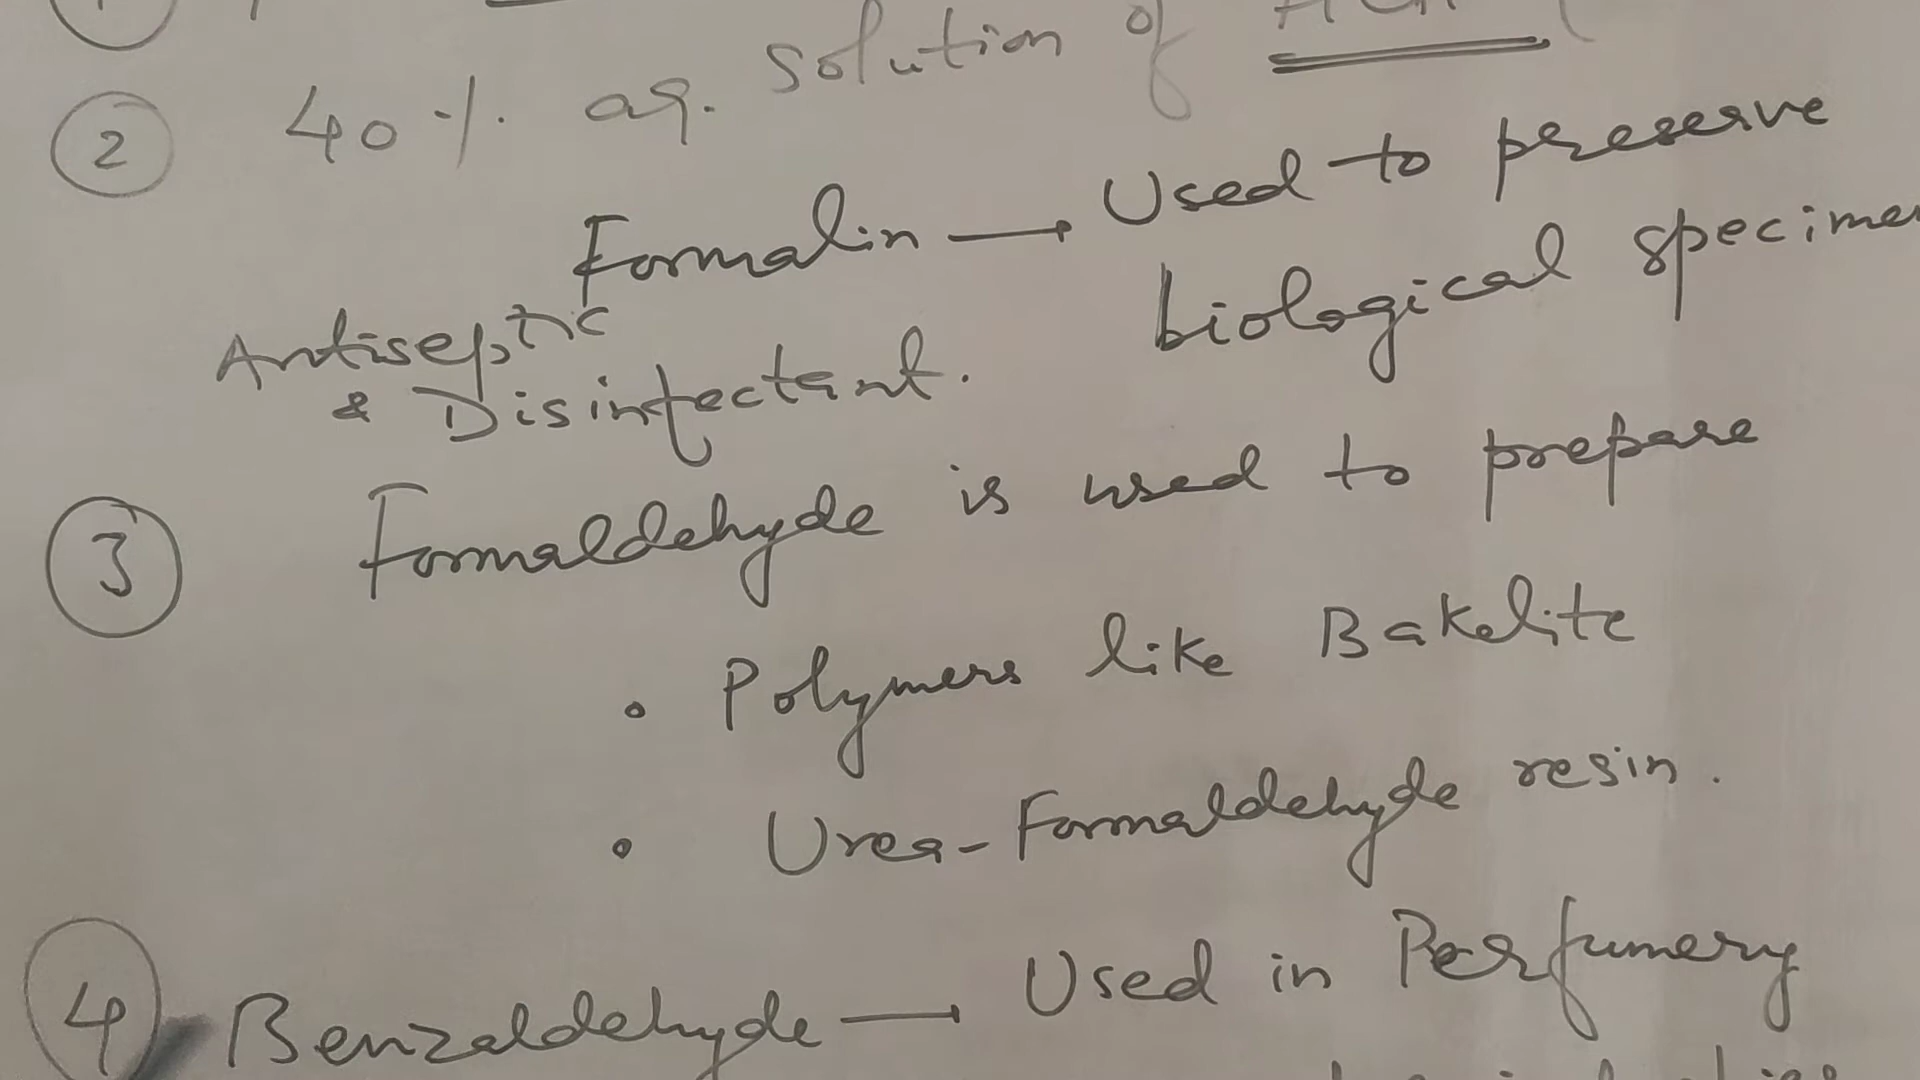 ② 40 %. aq. solution of
Formalin → Used to preserve
biological specimen
Antiseptic
& Disinfectant.
③ Formaldehyde is used to prepare
• Polymers like Bakelite
• Urea-Formaldehyde resin.
④ Benzaldehyde → Used in Perfumery